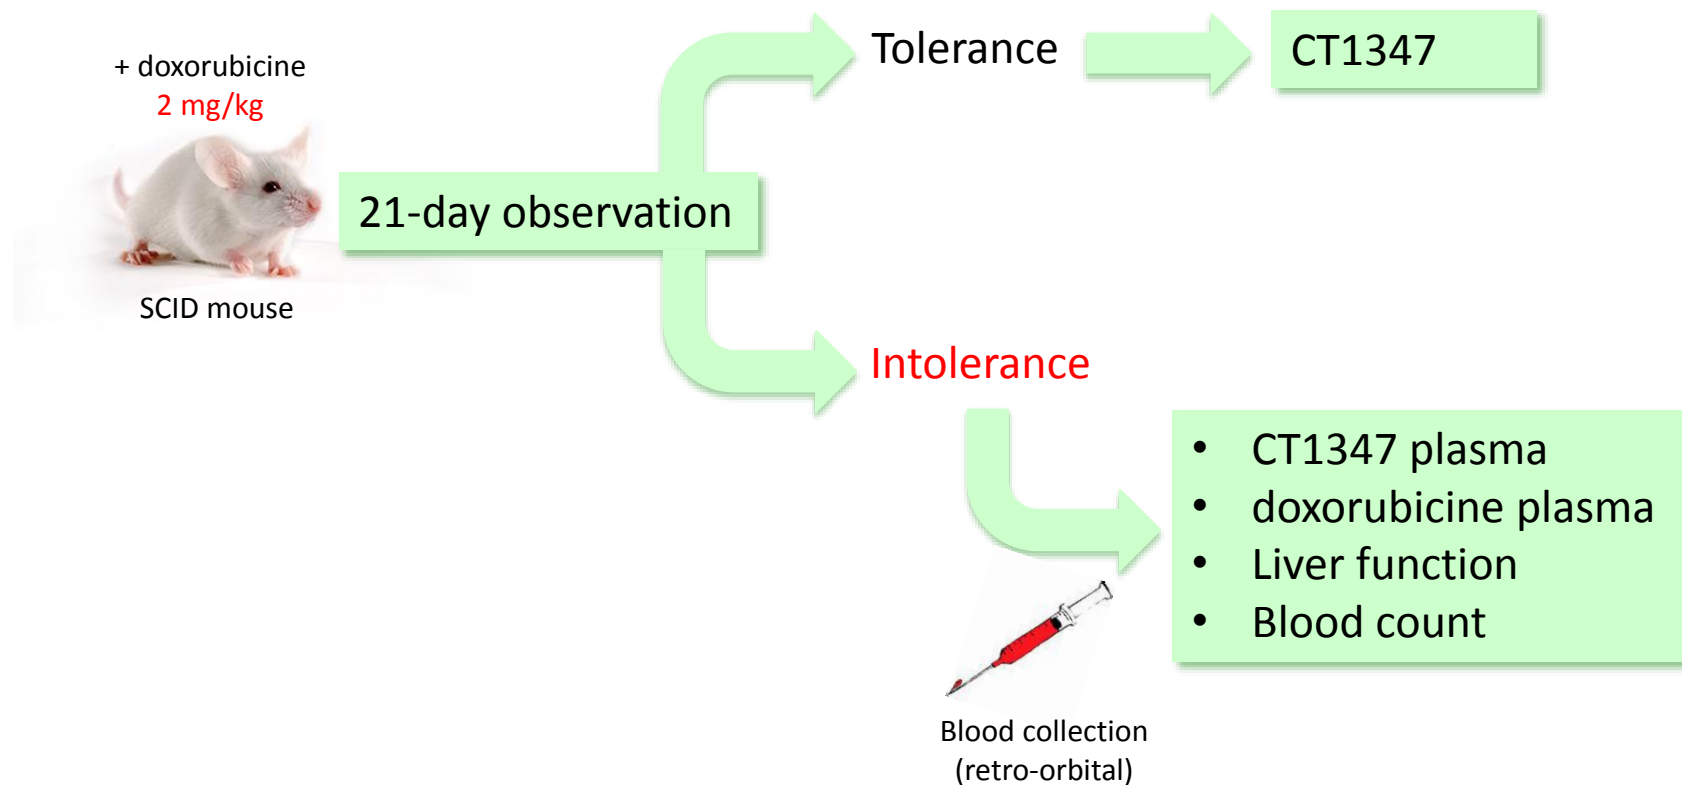 + doxorubicine
2 mg/kg
SCID mouse
21-day observation
Tolerance
CT1347
Intolerance
• CT1347 plasma
• doxorubicine plasma
• Liver function
• Blood count
Blood collection
(retro-orbital)